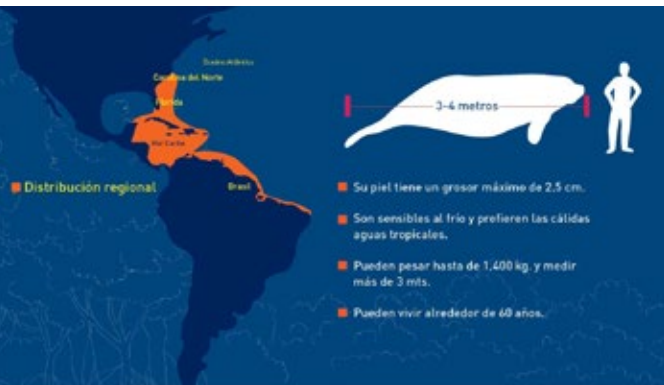 Océano Atlántico
Carolina del Norte
Florida
Mar Caribe
Distribución regional
Brasil
3-4 metros
Su piel tiene un grosor máximo de 2,5 cm.
Son sensibles al frío y prefieren las cálidas
aguas tropicales.
Pueden pesar hasta de 1,400 kg. y medir
más de 3 mts.
Pueden vivir alrededor de 60 años.